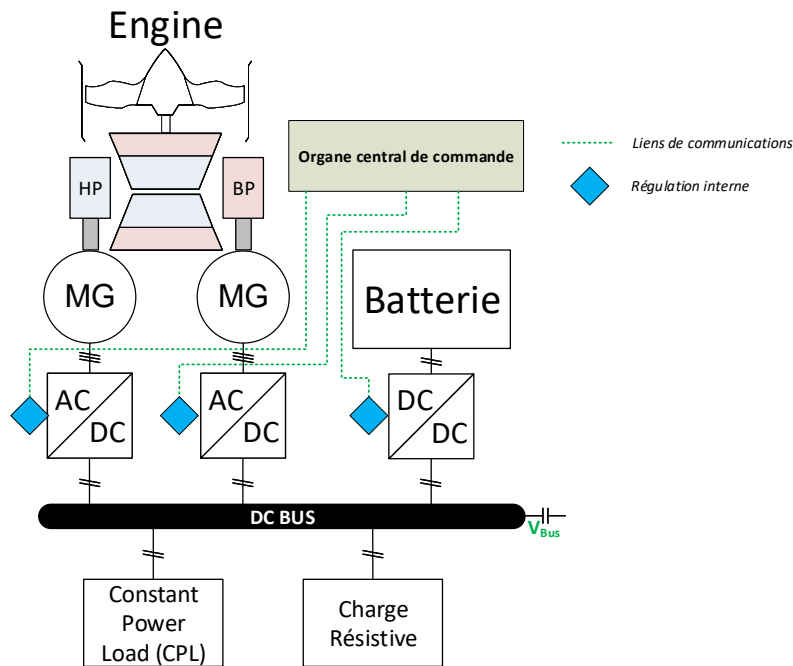 Engine
Organe central de commande
Liens de communications
Régulation interne
HP
BP
MG
MG
Batterie
AC
DC
AC
DC
DC
DC
DC BUS
VBus
Constant
Power
Load (CPL)
Charge
Résistive